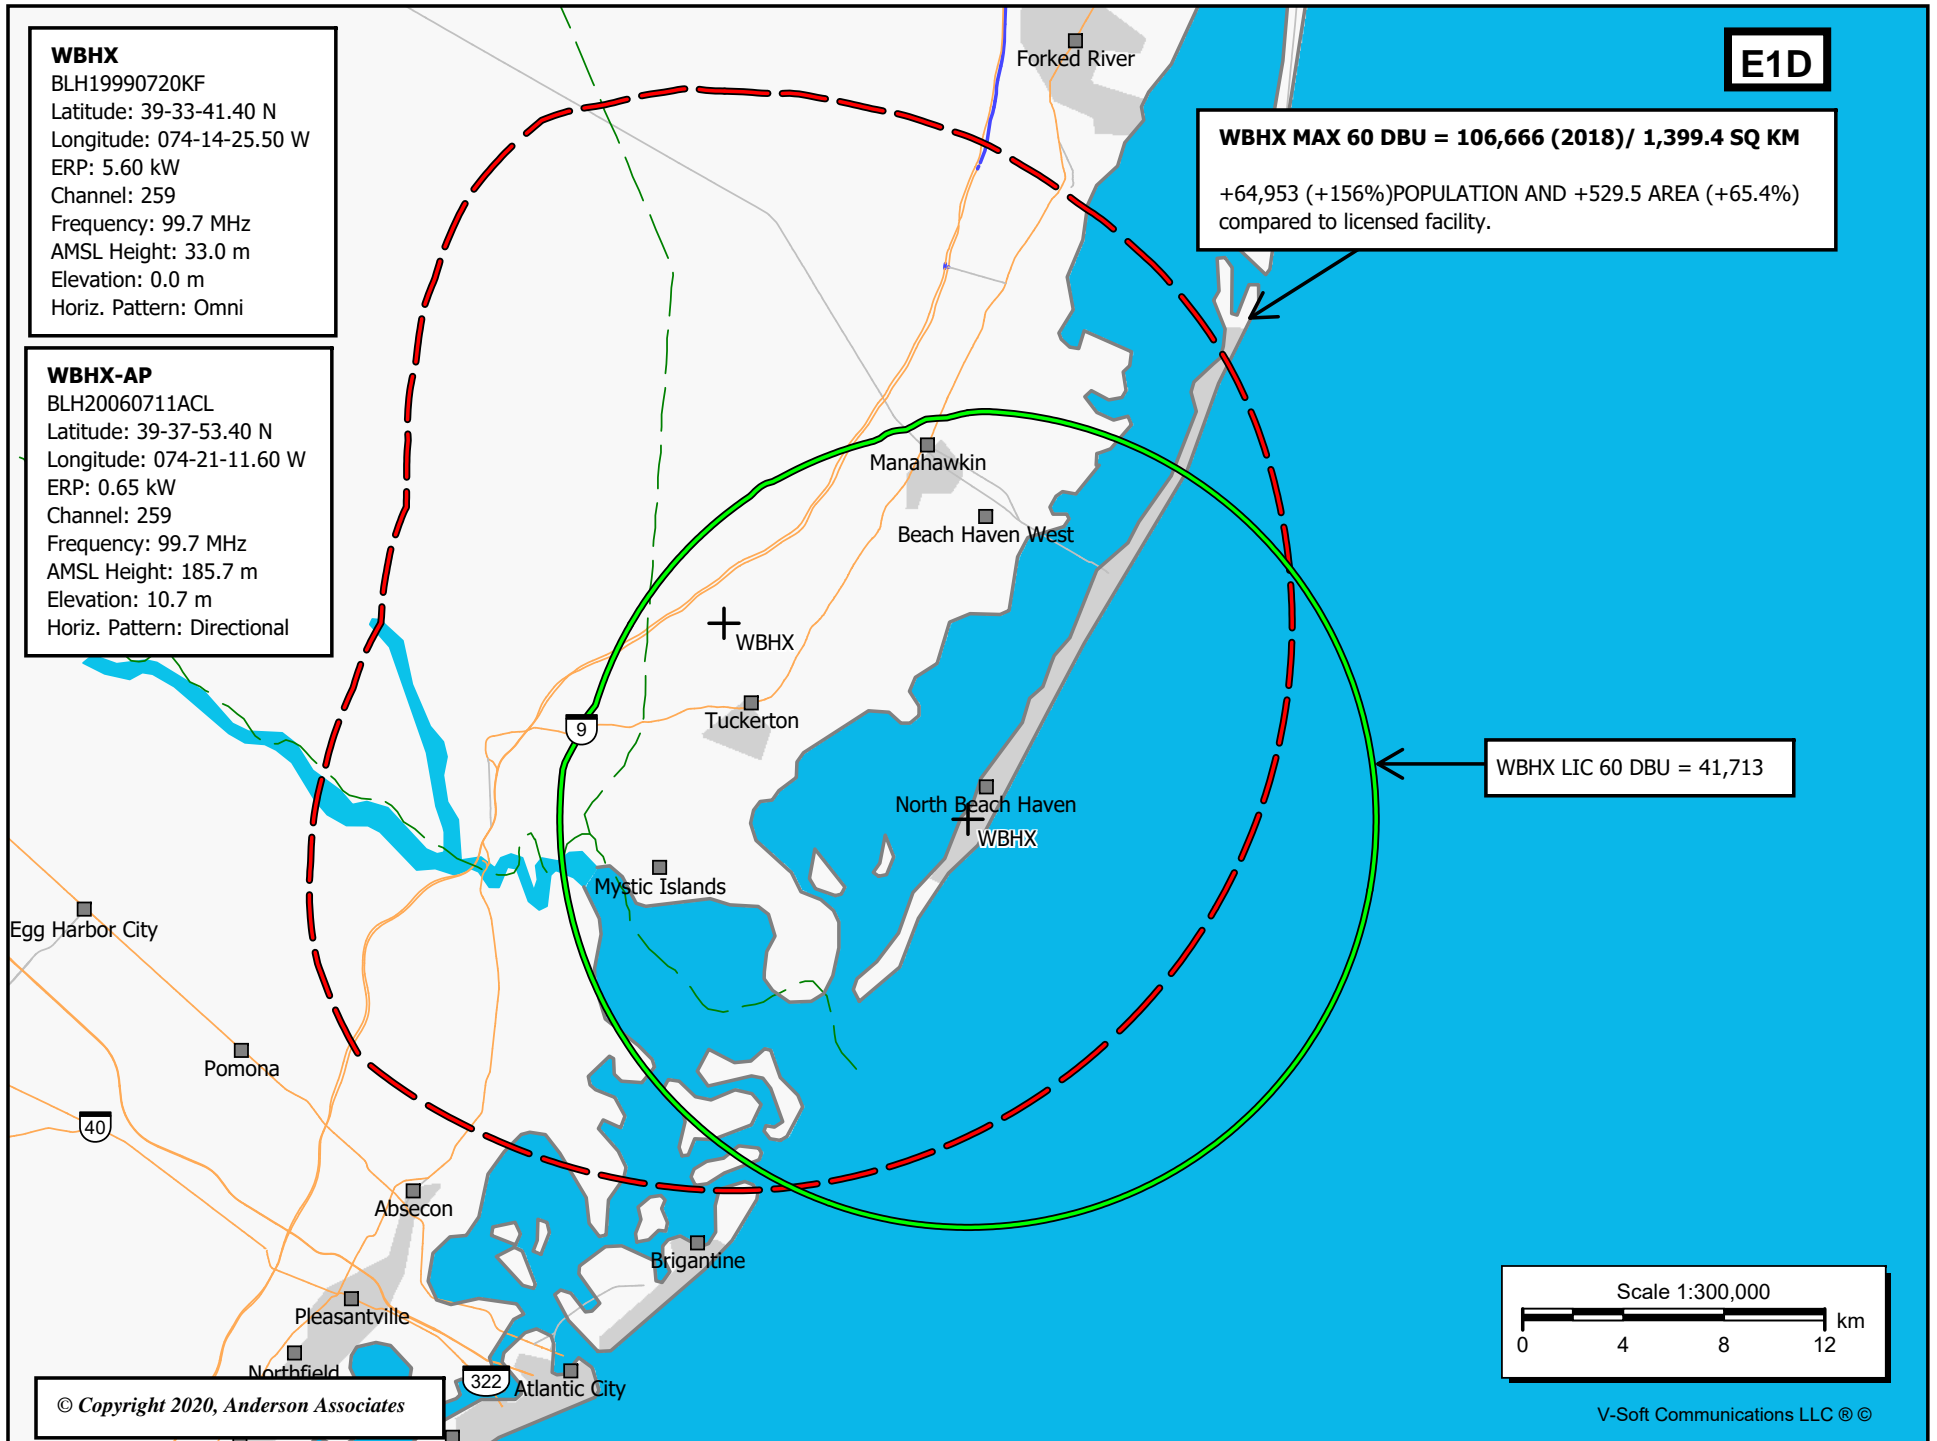 WBHX
BLH19990720KF
Latitude: 39-33-41.40 N
Longitude: 074-14-25.50 W
ERP: 5.60 kW
Channel: 259
Frequency: 99.7 MHz
AMSL Height: 33.0 m
Elevation: 0.0 m
Horiz. Pattern: Omni
WBHX-AP
BLH20060711ACL
Latitude: 39-37-53.40 N
Longitude: 074-21-11.60 W
ERP: 0.65 kW
Channel: 259
Frequency: 99.7 MHz
AMSL Height: 185.7 m
Elevation: 10.7 m
Horiz. Pattern: Directional
Forked River
E1D
WBHX MAX 60 DBU = 106,666 (2018)/ 1,399.4 SQ KM
+64,953 (+156%)POPULATION AND +529.5 AREA (+65.4%)
compared to licensed facility.
Manahawkin
Beach Haven West
WBHX
Tuckerton
9
WBHX LIC 60 DBU = 41,713
North Beach Haven
WBHX
Mystic Islands
Egg Harbor City
Pomona
40
Absecon
Brigantine
Pleasantville
Northfield
322
Atlantic City
Scale 1:300,000
km
0 4 8 12
© Copyright 2020, Anderson Associates
V-Soft Communications LLC ® ©